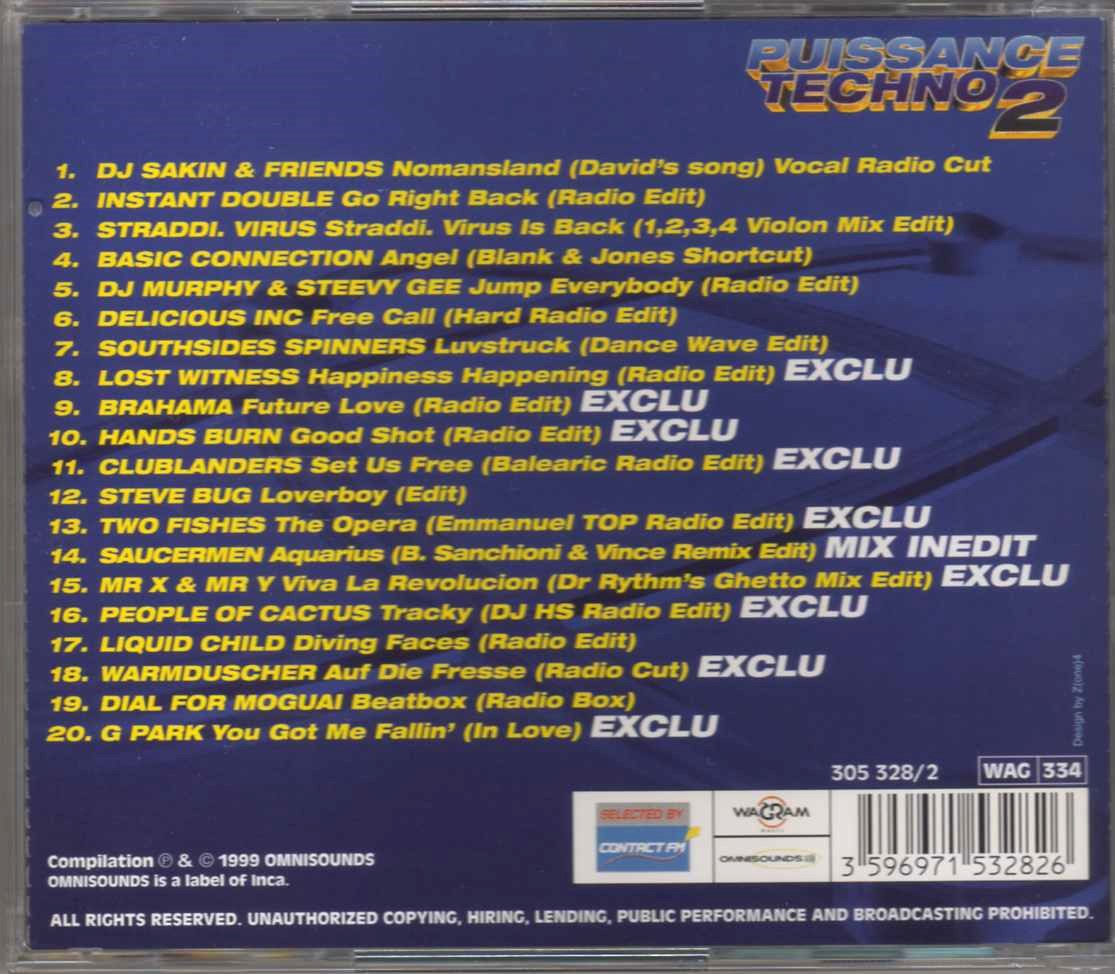 PUISSANCE
TECHNO 2
1. DJ SAKIN & FRIENDS Nomansland (David's song) Vocal Radio Cut
2. INSTANT DOUBLE Go Right Back (Radio Edit)
3. STRADDI. VIRUS Straddi. Virus Is Back (1,2,3,4 Violon Mix Edit)
4. BASIC CONNECTION Angel (Blank & Jones Shortcut)
5. DJ MURPHY & STEEVY GEE Jump Everybody (Radio Edit)
6. DELICIOUS INC Free Call (Hard Radio Edit)
7. SOUTHSIDES SPINNERS Luvstruck (Dance Wave Edit)
8. LOST WITNESS Happiness Happening (Radio Edit) EXCLU
9. BRAHAMA Future Love (Radio Edit) EXCLU
10. HANDS BURN Good Shot (Radio Edit) EXCLU
11. CLUBLANDERS Set Us Free (Balearic Radio Edit) EXCLU
12. STEVE BUG Loverboy (Edit)
13. TWO FISHES The Opera (Emmanuel TOP Radio Edit) EXCLU
14. SAUCERMEN Aquarius (B. Sanchioni & Vince Remix Edit) MIX INEDIT
15. MR X & MR Y Viva La Revolucion (Dr Rythm's Ghetto Mix Edit) EXCLU
16. PEOPLE OF CACTUS Tracky (DJ HS Radio Edit) EXCLU
17. LIQUID CHILD Diving Faces (Radio Edit)
18. WARMDUSCHER Auf Die Fresse (Radio Cut) EXCLU
19. DIAL FOR MOGUAI Beatbox (Radio Box)
20. G PARK You Got Me Fallin' (In Love) EXCLU
Design by Z(one)4
305 328/2 WAG 334
SELECTED BY
CONTACT FM
WAGRAM
MUSIC
OMNISOUNDS
3 596971 532826
Compilation ℗ & © 1999 OMNISOUNDS
OMNISOUNDS is a label of Inca.
ALL RIGHTS RESERVED. UNAUTHORIZED COPYING, HIRING, LENDING, PUBLIC PERFORMANCE AND BROADCASTING PROHIBITED.